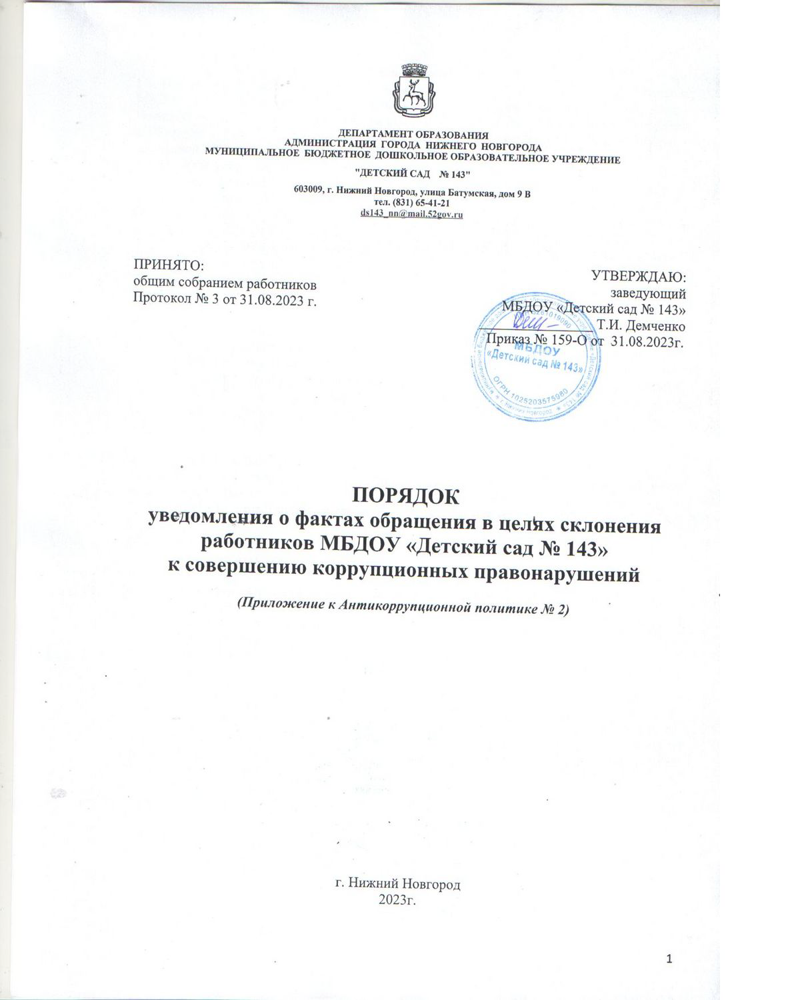 ДЕПАРТАМЕНТ ОБРАЗОВАНИЯ
АДМИНИСТРАЦИЯ ГОРОДА НИЖНЕГО НОВГОРОДА
МУНИЦИПАЛЬНОЕ БЮДЖЕТНОЕ ДОШКОЛЬНОЕ ОБРАЗОВАТЕЛЬНОЕ УЧРЕЖДЕНИЕ
"ДЕТСКИЙ САД № 143"
603009, г. Нижний Новгород, улица Батумская, дом 9 В
тел. (831) 65-41-21
ds143_nn@mail.52gov.ru
ПРИНЯТО:
общим собранием работников
Протокол № 3 от 31.08.2023 г.
УТВЕРЖДАЮ:
заведующий
МБДОУ «Детский сад № 143»
Т.И. Демченко
Приказ № 159-О от 31.08.2023г.
МБДОУ
«Детский сад № 143»
ОГРН 1025203575980
ПОРЯДОК
уведомления о фактах обращения в целях склонения
работников МБДОУ «Детский сад № 143»
к совершению коррупционных правонарушений
(Приложение к Антикоррупционной политике № 2)
г. Нижний Новгород
2023г.
1